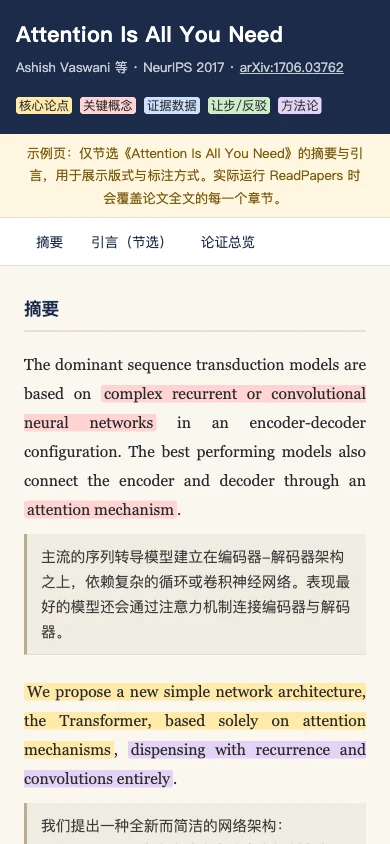 Attention Is All You Need
Ashish Vaswani 等 · NeurIPS 2017 · arXiv:1706.03762
核心论点 关键概念 证据数据 让步/反驳 方法论
示例页：仅节选《Attention Is All You Need》的摘要与引
言，用于展示版式与标注方式。实际运行 ReadPapers 时
会覆盖论文全文的每一个章节。
摘要 引言（节选） 论证总览
摘要
The dominant sequence transduction models are
based on complex recurrent or convolutional
neural networks in an encoder-decoder
configuration. The best performing models also
connect the encoder and decoder through an
attention mechanism.
主流的序列转导模型建立在编码器–解码器架构
之上，依赖复杂的循环或卷积神经网络。表现最
好的模型还会通过注意力机制连接编码器与解码
器。
We propose a new simple network architecture,
the Transformer, based solely on attention
mechanisms, dispensing with recurrence and
convolutions entirely.
我们提出一种全新而简洁的网络架构：